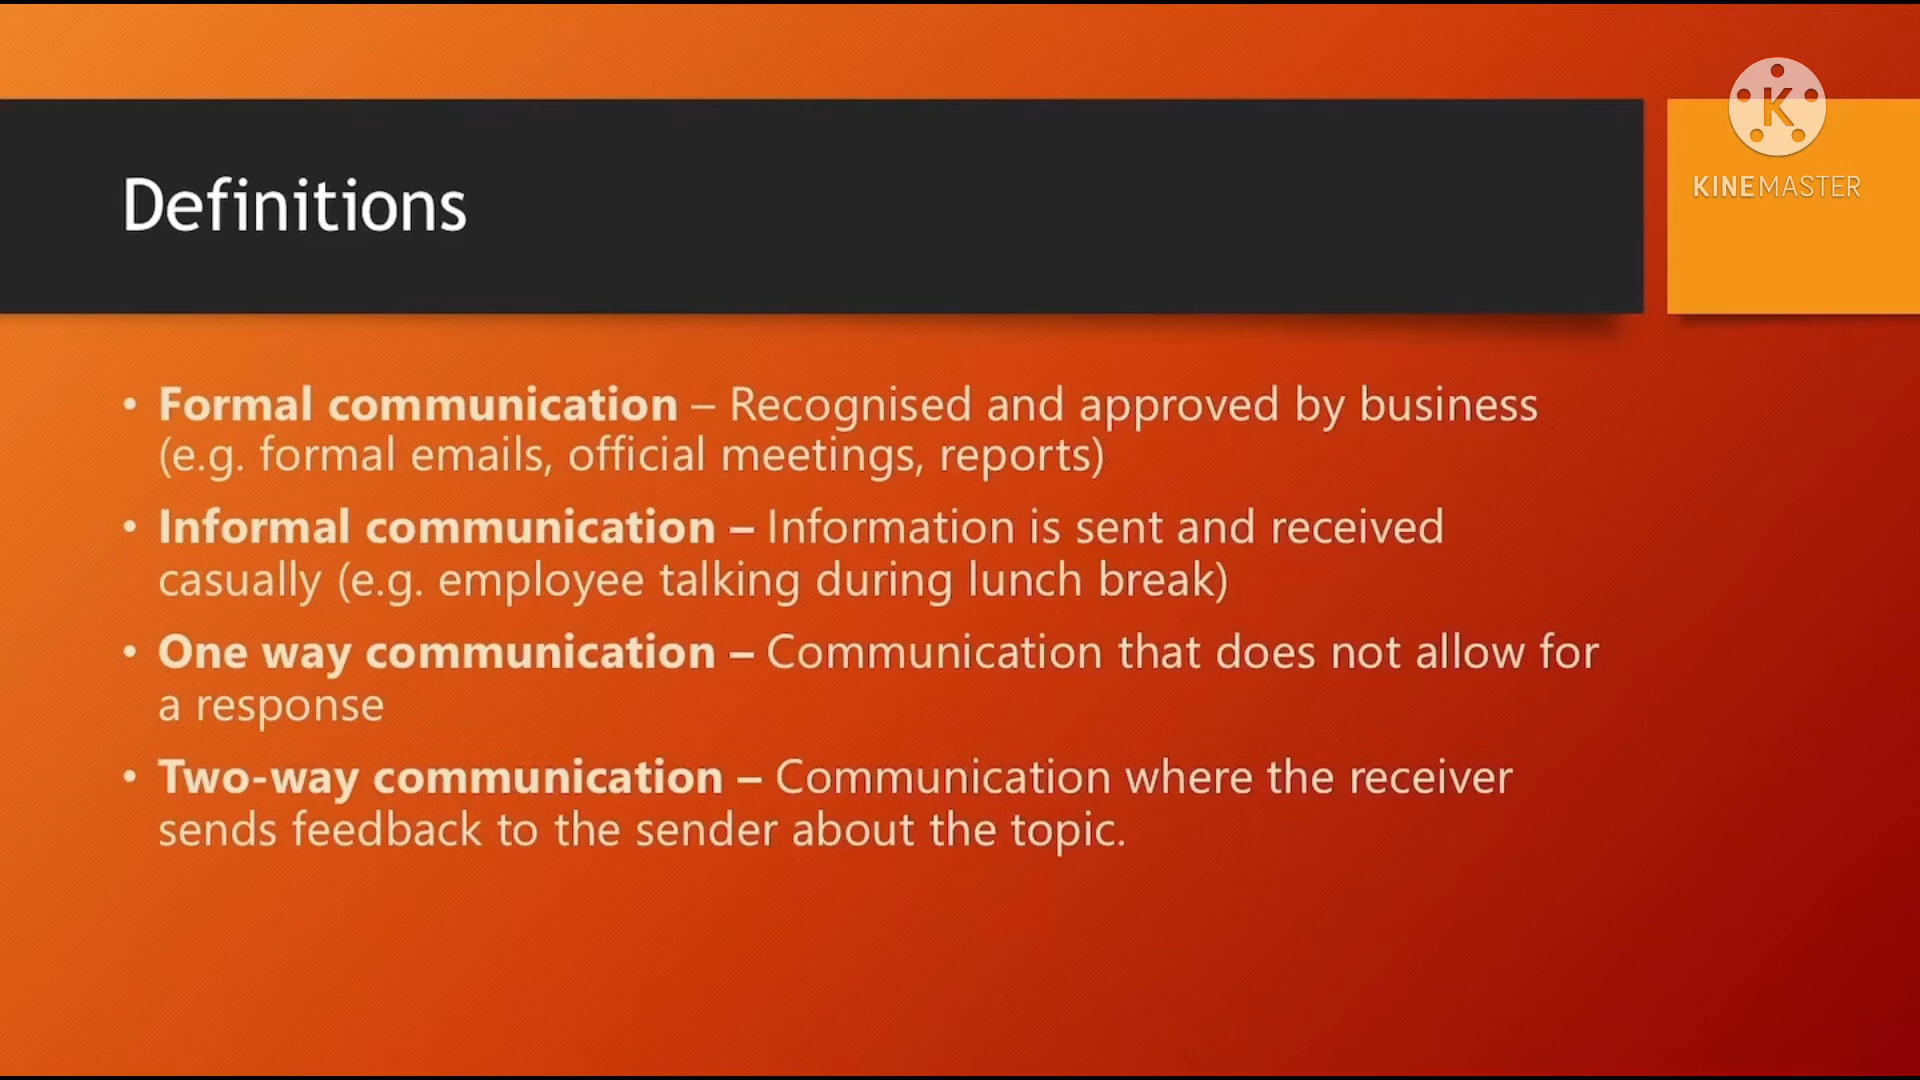 K
KINEMASTER
Definitions
• Formal communication – Recognised and approved by business
(e.g. formal emails, official meetings, reports)
• Informal communication – Information is sent and received
casually (e.g. employee talking during lunch break)
• One way communication – Communication that does not allow for
a response
• Two-way communication – Communication where the receiver
sends feedback to the sender about the topic.